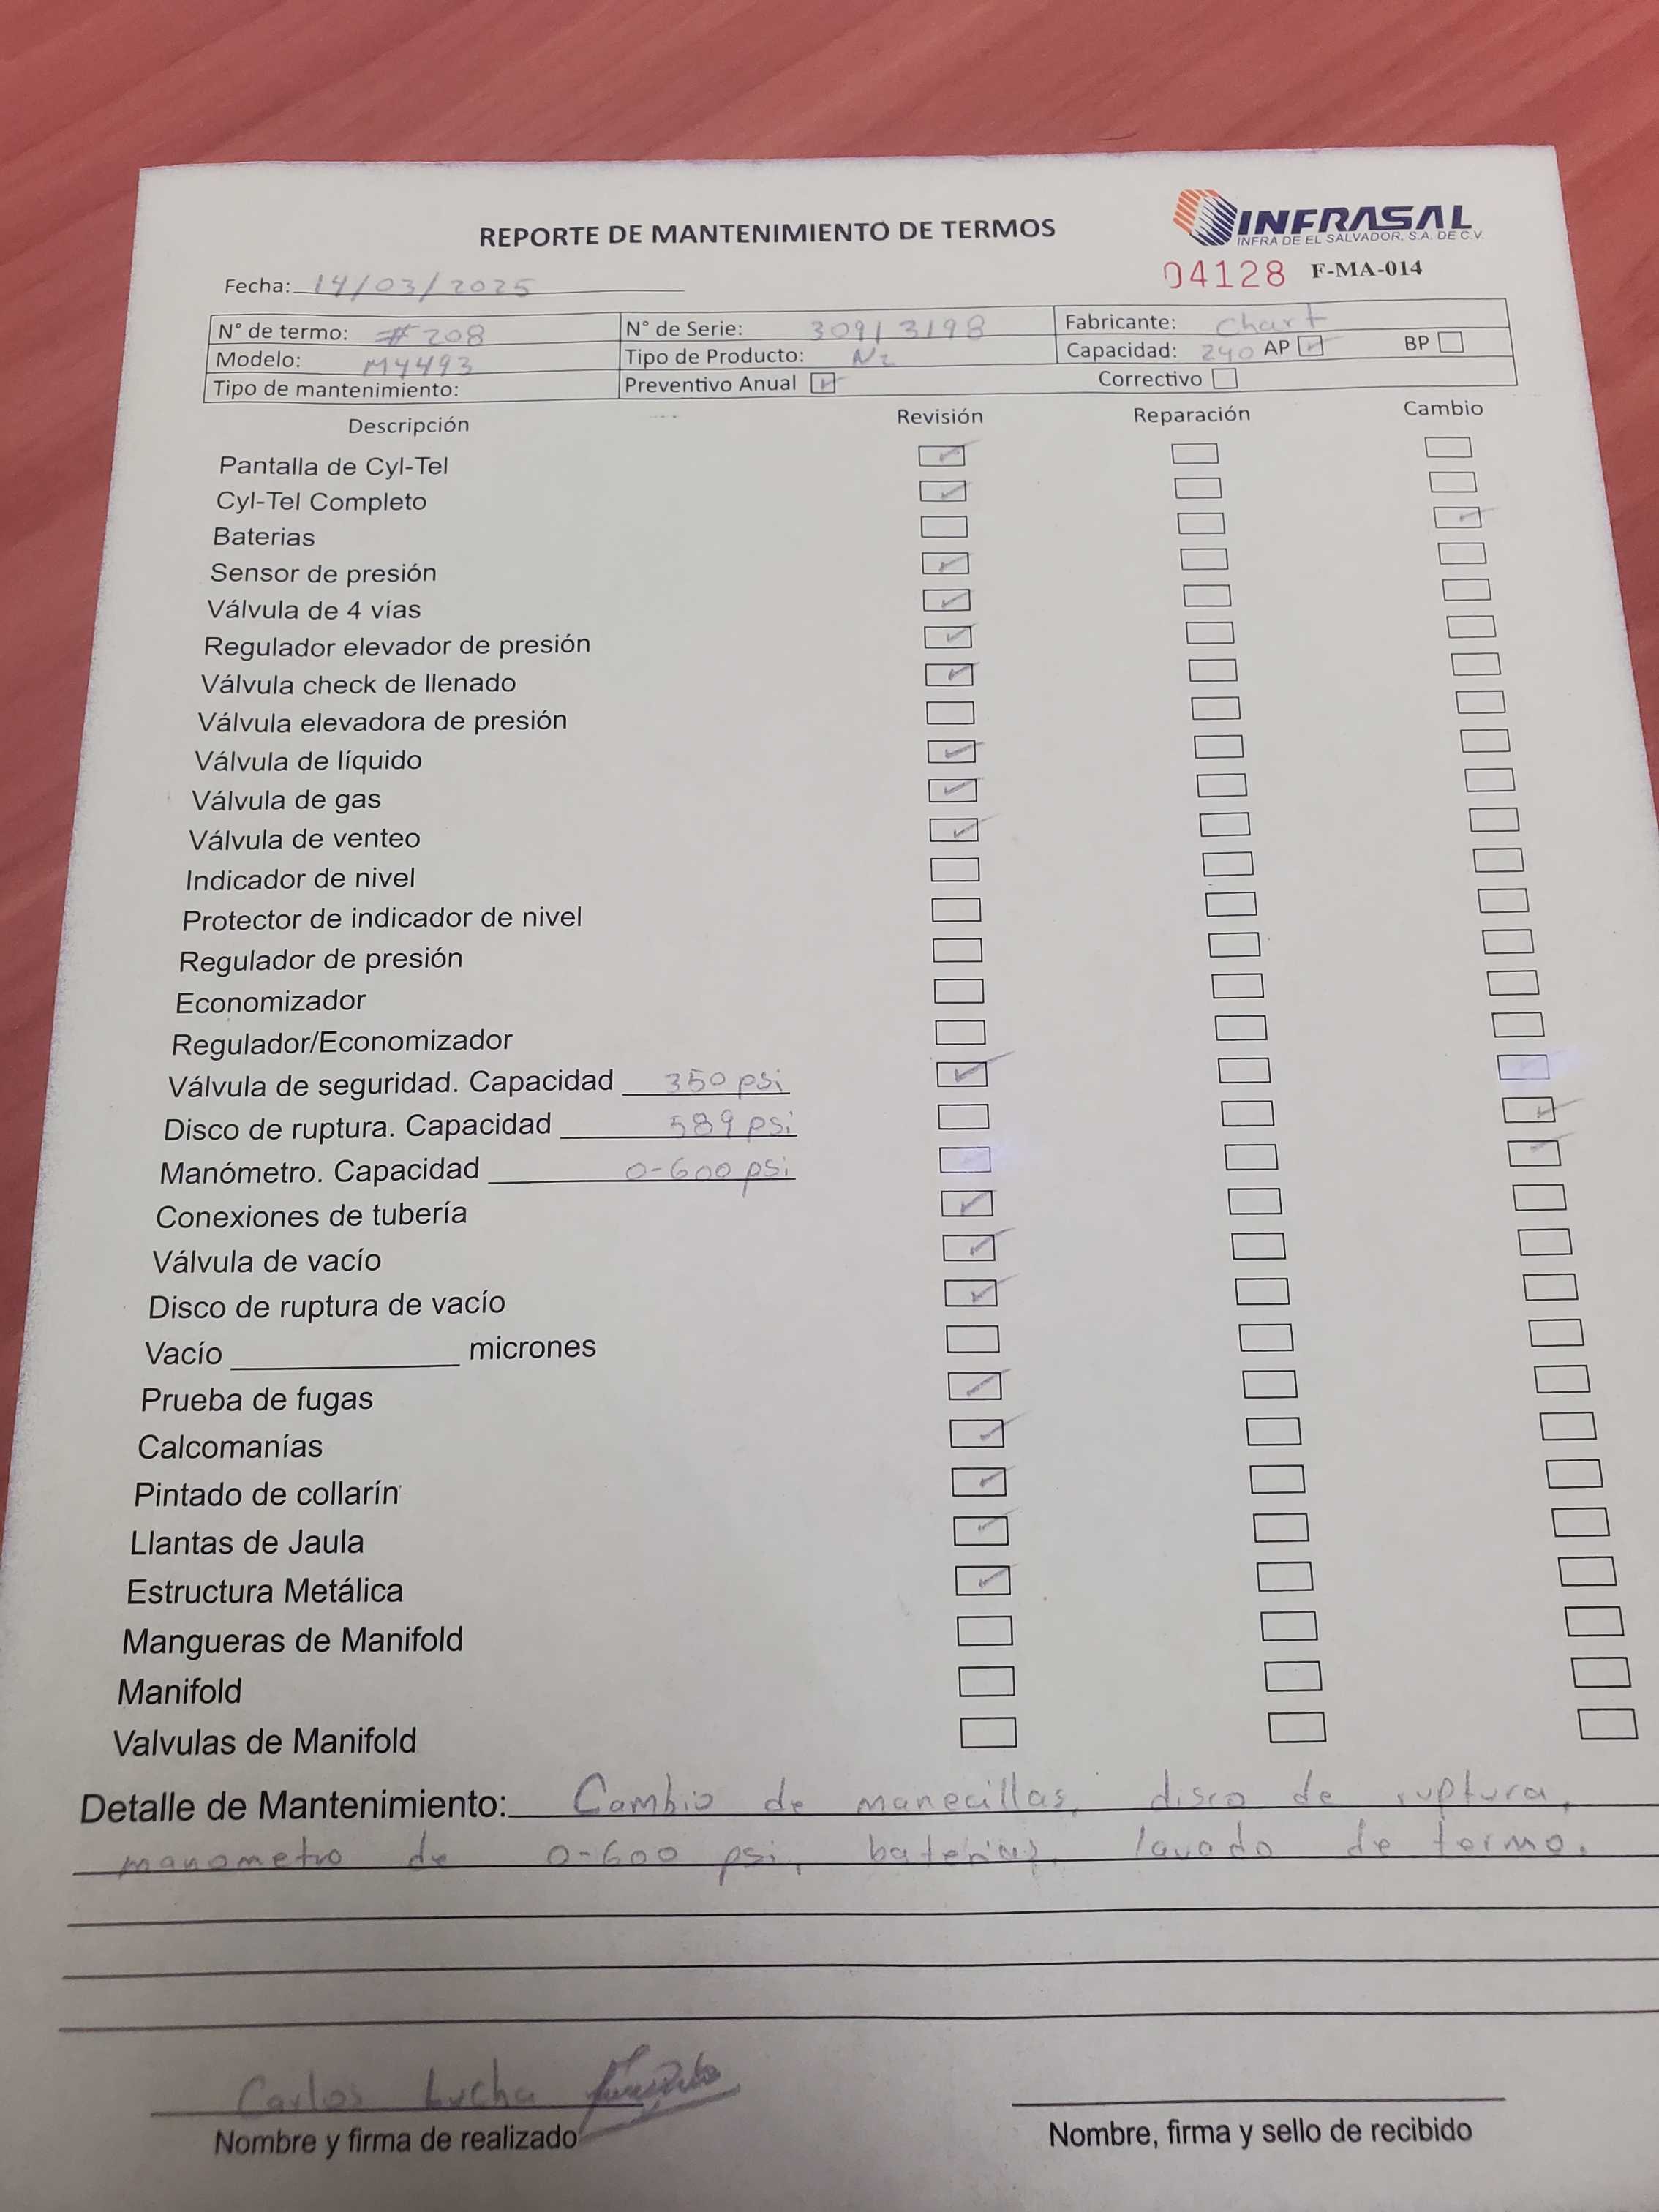 REPORTE DE MANTENIMIENTO DE TERMOS
INFRASAL
INFRA DE EL SALVADOR, S.A. DE C.V.
04128 F-MA-014
Fecha: 14/03/2025
N° de termo: #208 N° de Serie: 30913198 Fabricante: Chart
Modelo: M4493 Tipo de Producto: N2 Capacidad: 240 AP ✓ BP
Tipo de mantenimiento: Preventivo Anual ✓ Correctivo
Descripción Revisión Reparación Cambio
Pantalla de Cyl-Tel ✓
Cyl-Tel Completo ✓
Baterias ✓
Sensor de presión ✓
Válvula de 4 vías ✓
Regulador elevador de presión ✓
Válvula check de llenado ✓
Válvula elevadora de presión
Válvula de líquido ✓
Válvula de gas ✓
Válvula de venteo ✓
Indicador de nivel
Protector de indicador de nivel
Regulador de presión
Economizador
Regulador/Economizador
Válvula de seguridad. Capacidad 350 psi ✓
Disco de ruptura. Capacidad 589 psi ✓
Manómetro. Capacidad 0-600 psi ✓
Conexiones de tubería ✓
Válvula de vacío ✓
Disco de ruptura de vacío ✓
Vacío micrones
Prueba de fugas ✓
Calcomanías ✓
Pintado de collarín ✓
Llantas de Jaula ✓
Estructura Metálica ✓
Mangueras de Manifold
Manifold
Valvulas de Manifold
Detalle de Mantenimiento: Cambio de manecillas, disco de ruptura,
manometro de 0-600 psi, baterias, lavado de termo.
Carlos Lucha
Nombre y firma de realizado Nombre, firma y sello de recibido